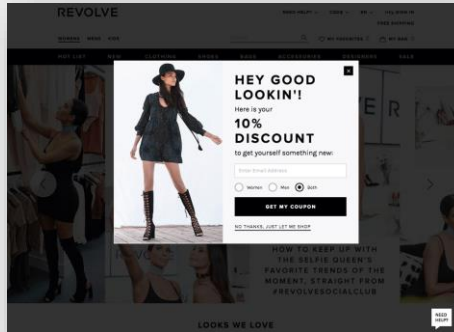 REVOLVE
NEED HELP?
FREE SHIPPING
WOMENS MENS
MY FAVORITES
MY BAG
HOT LIST NEW CLOTHING SHOES BAGS ACCESSORIES DESIGNERS SALE
HEY GOOD
LOOKIN'!
Here is your
10%
DISCOUNT
to get yourself something new:
Enter Email Address
Women Men Both
GET MY COUPON
NO THANKS, JUST LET ME SHOP
HOW TO KEEP UP WITH
THE SELFIE QUEEN'S
FAVORITE TRENDS OF THE
MOMENT, STRAIGHT FROM
#REVOLVESOCIALCLUB
NEED
HELP?
LOOKS WE LOVE